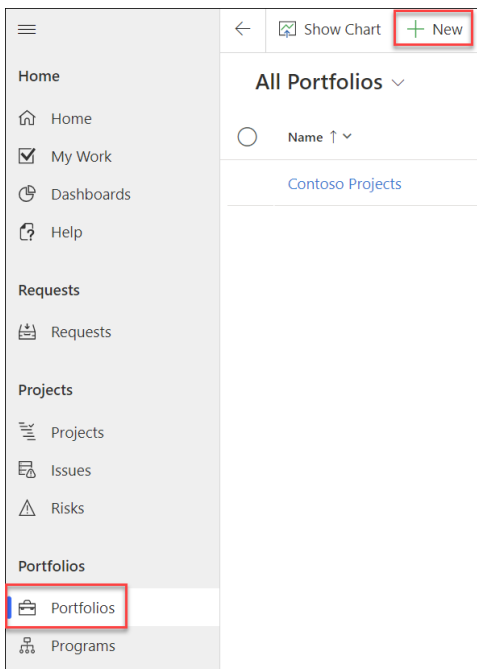 Show Chart
New
Home
All Portfolios
Home
Name
My Work
Contoso Projects
Dashboards
Help
Requests
Requests
Projects
Projects
Issues
Risks
Portfolios
Portfolios
Programs